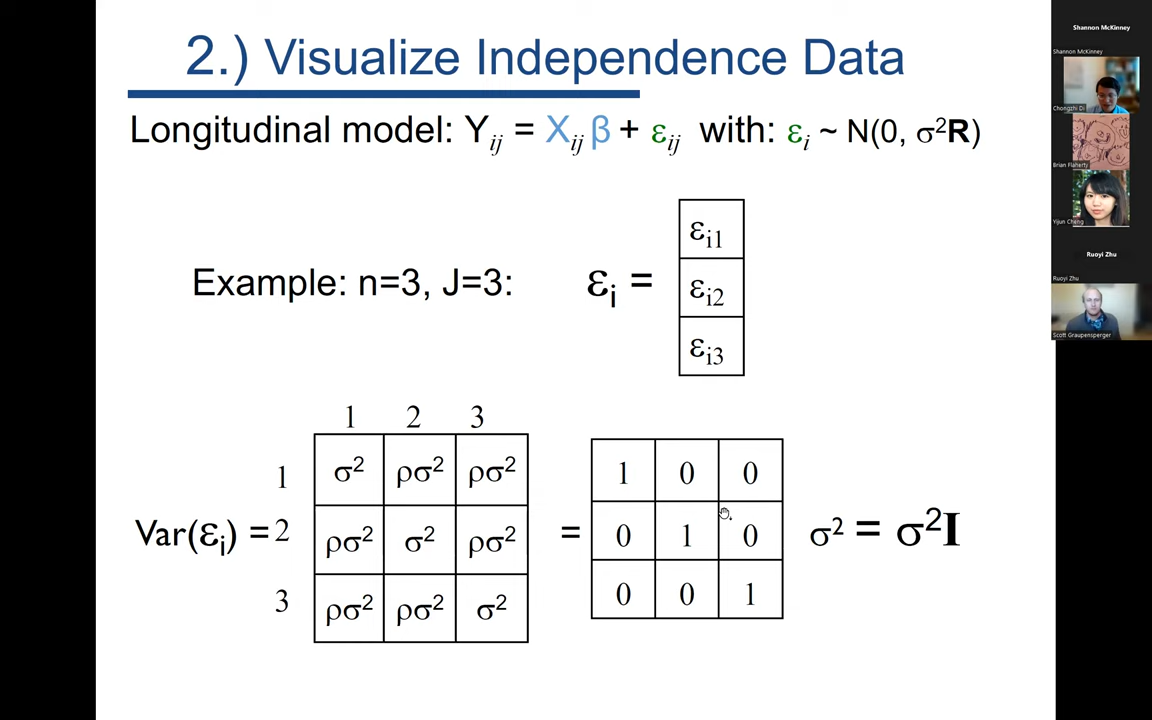 2.) Visualize Independence Data
Longitudinal model: Yij = Xij β + εij with: εi ~ N(0, σ²R)
Example: n=3, J=3:
εi =
εi1
εi2
εi3
1 2 3
1 σ² ρσ² ρσ²
Var(εi) = 2 ρσ² σ² ρσ²
3 ρσ² ρσ² σ²
=
1 0 0
0 1 0
0 0 1
σ² = σ²I
Shannon McKinney
Shannon McKinney
Chongzhi Di
Brian Flaherty
Yijun Cheng
Ruoyi Zhu
Ruoyi Zhu
Scott Graupensperger